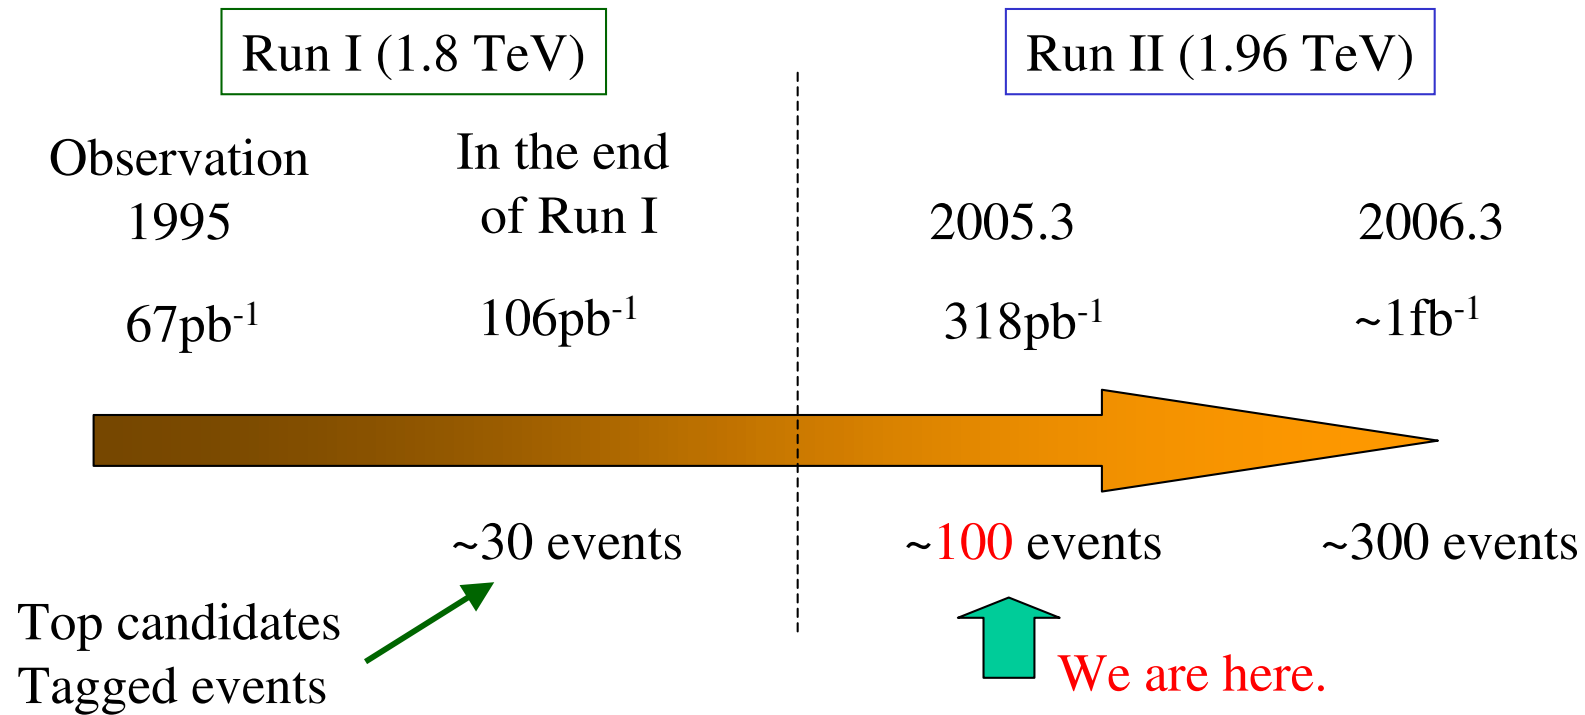 Run I (1.8 TeV)
Run II (1.96 TeV)
Observation
1995
In the end
of Run I
2005.3
2006.3
67pb⁻¹
106pb⁻¹
318pb⁻¹
~1fb⁻¹
~30 events
~100 events
~300 events
Top candidates
Tagged events
We are here.